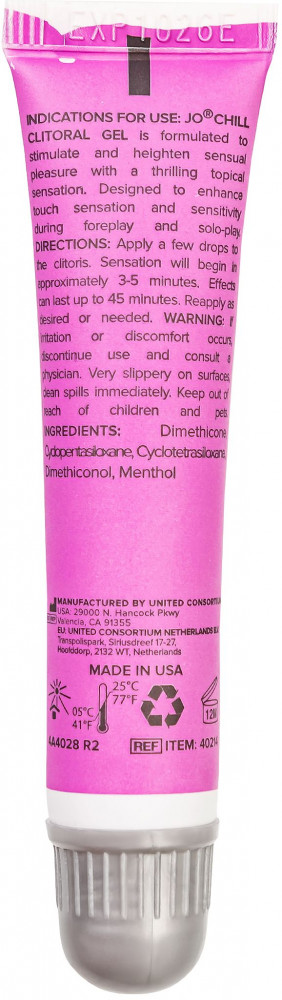 EXP1026E
INDICATIONS FOR USE: JO®CHILL
CLITORAL GEL is formulated to
stimulate and heighten sensual
pleasure with a thrilling topical
sensation. Designed to enhance
touch sensation and sensitivity
during foreplay and solo-play.
DIRECTIONS: Apply a few drops to
the clitoris. Sensation will begin in
approximately 3-5 minutes. Effects
can last up to 45 minutes. Reapply as
desired or needed. WARNING: If
irritation or discomfort occurs,
discontinue use and consult a
physician. Very slippery on surfaces,
clean spills immediately. Keep out of
reach of children and pets.
INGREDIENTS: Dimethicone,
Cyclopentasiloxane, Cyclotetrasiloxane,
Dimethiconol, Menthol
MANUFACTURED BY UNITED CONSORTIUM
USA: 29000 N. Hancock Pkwy
Valencia, CA 91355
EU: UNITED CONSORTIUM NETHERLANDS
Transpolispark, Siriusdreef 17-27,
Hoofddorp, 2132 WT, Netherlands
MADE IN USA
25°C
77°F
05°C
41°F
12M
4A4028 R2
REF ITEM: 40214